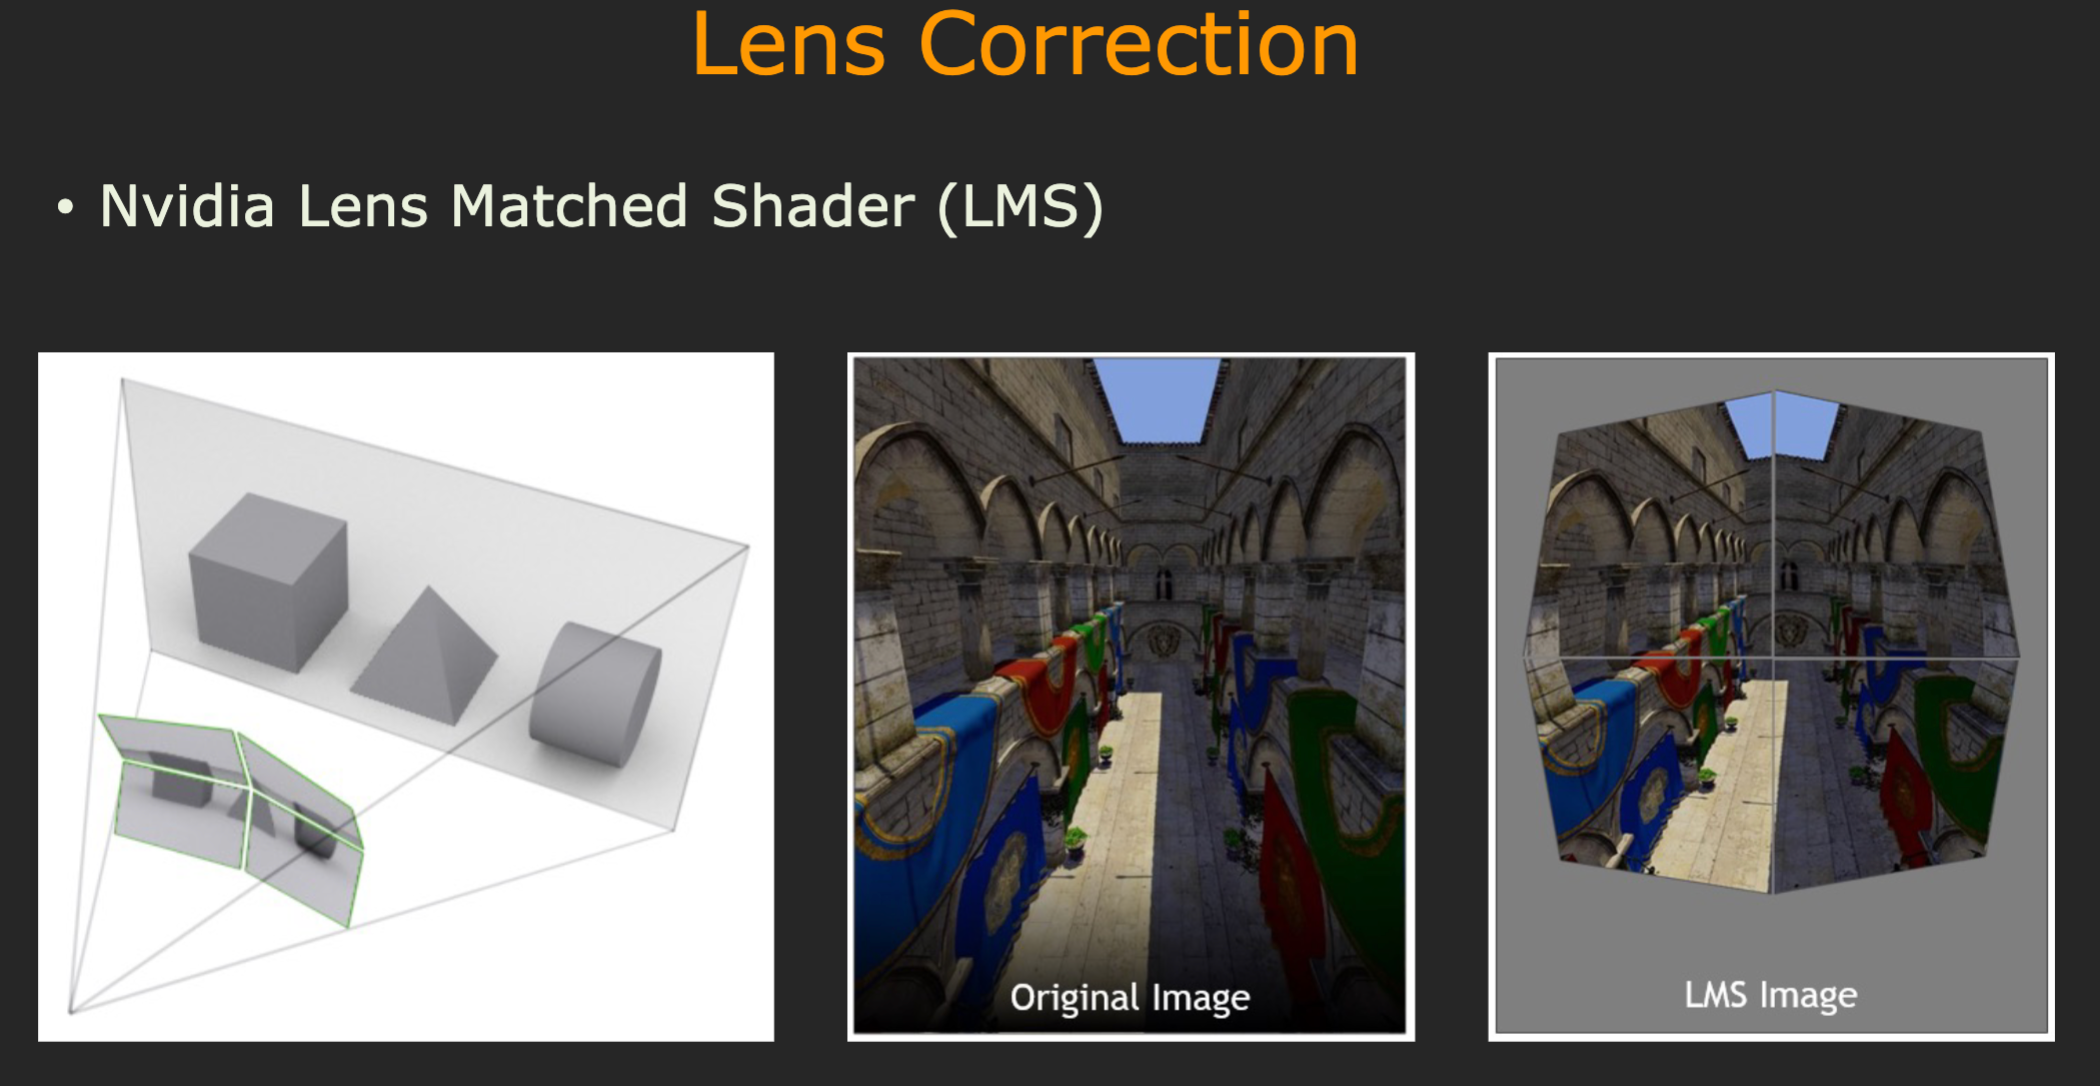 Lens Correction
• Nvidia Lens Matched Shader (LMS)
Original Image
LMS Image